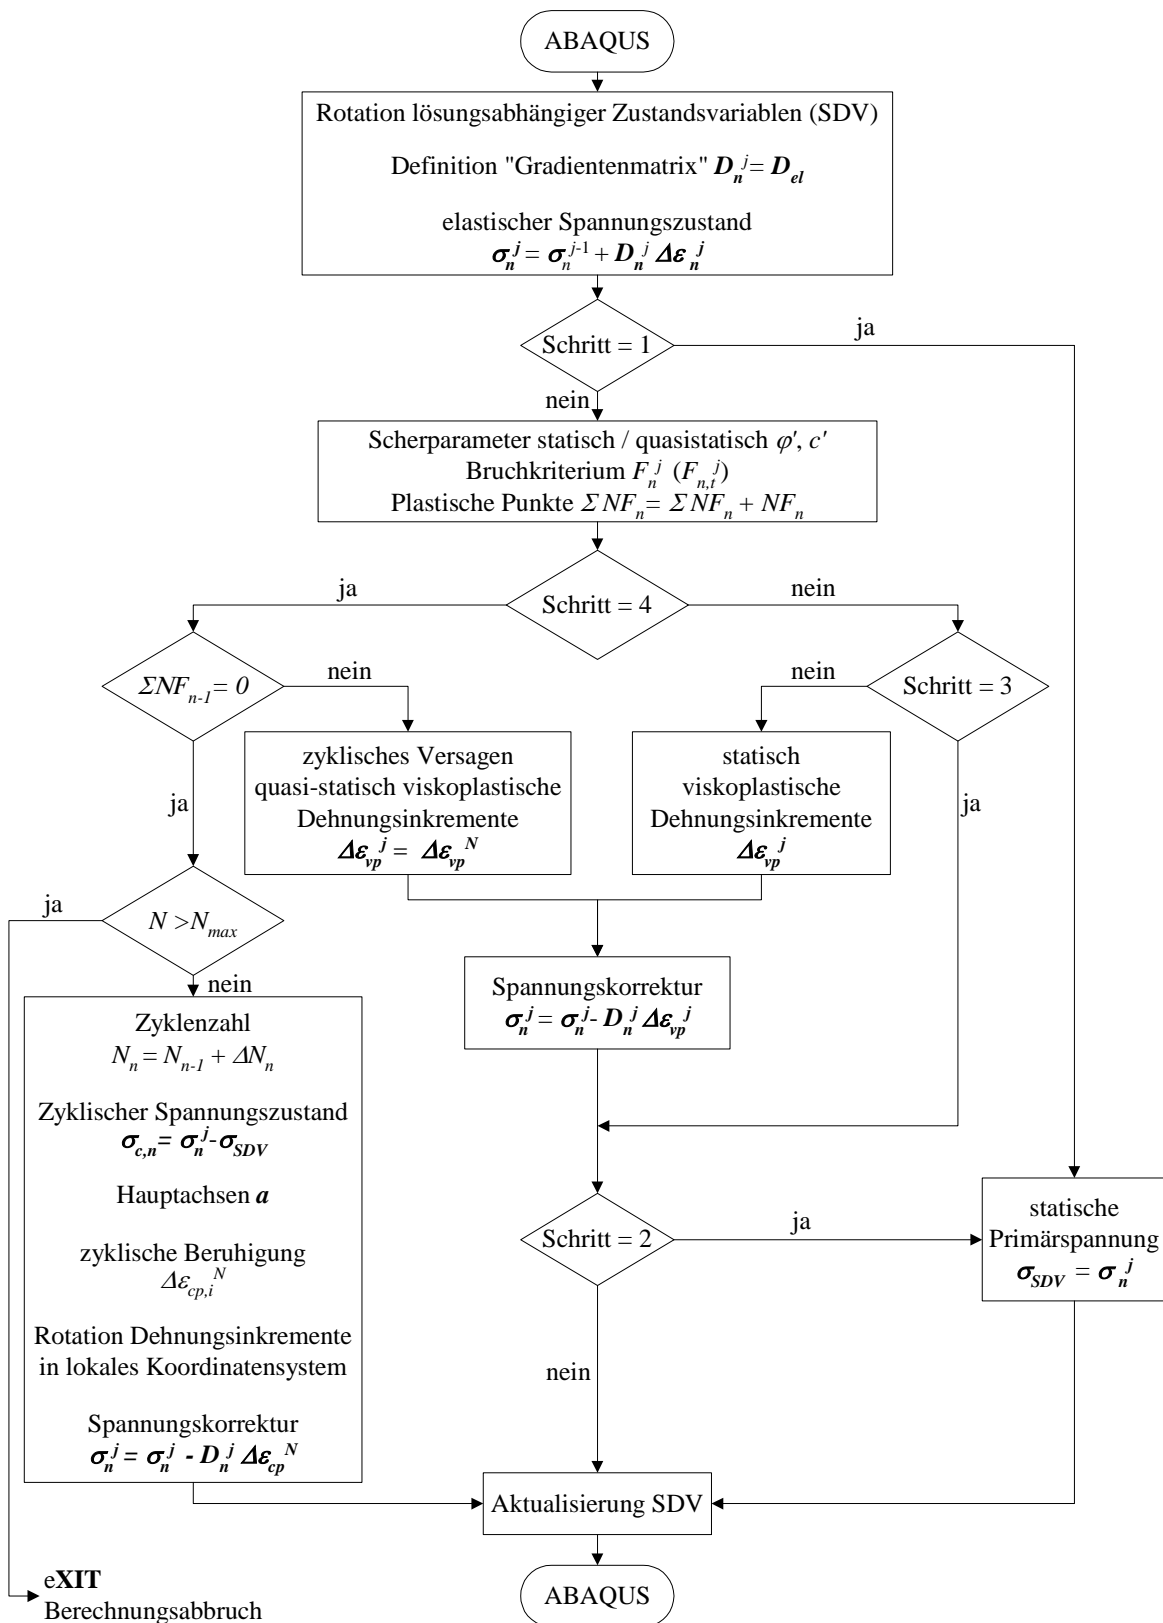 ABAQUS
Rotation lösungsabhängiger Zustandsvariablen (SDV)
Definition "Gradientenmatrix" D_n^j = D_el
elastischer Spannungszustand
σ_n^j = σ_n^j-1 + D_n^j Δε_n^j
Schritt = 1
ja
nein
Scherparameter statisch / quasistatisch φ', c'
Bruchkriterium F_n^j (F_n,t^j)
Plastische Punkte ΣNF_n = ΣNF_n + NF_n
ja
Schritt = 4
nein
ΣNF_n-1 = 0
nein
nein
Schritt = 3
ja
zyklisches Versagen
quasi-statisch viskoplastische
Dehnungsinkremente
Δε_vp^j = Δε_vp^N
statisch
viskoplastische
Dehnungsinkremente
Δε_vp^j
ja
ja
N >N_max
nein
Spannungskorrektur
σ_n^j = σ_n^j - D_n^j Δε_vp^j
Zyklenzahl
N_n = N_n-1 + ΔN_n
Zyklischer Spannungszustand
σ_c,n = σ_n^j - σ_SDV
Hauptachsen a
zyklische Beruhigung
Δε_cp,i^N
Rotation Dehnungsinkremente
in lokales Koordinatensystem
Spannungskorrektur
σ_n^j = σ_n^j - D_n^j Δε_cp^N
Schritt = 2
ja
nein
statische
Primärspannung
σ_SDV = σ_n^j
Aktualisierung SDV
ABAQUS
eXIT
Berechnungsabbruch